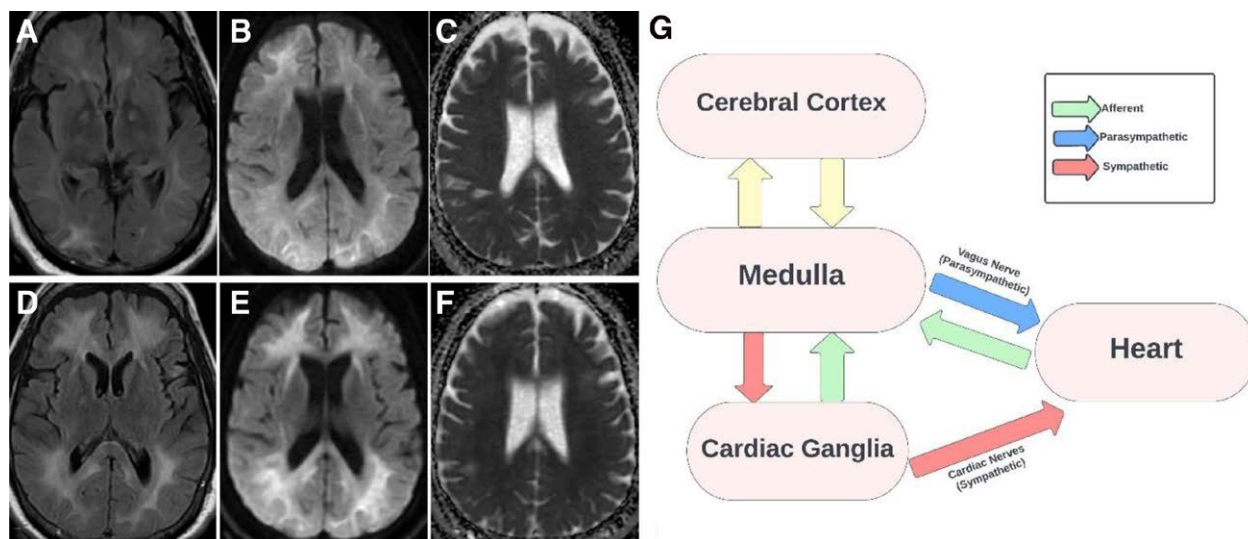 A
B
C
D
E
F
G
Cerebral Cortex
Afferent
Parasympathetic
Sympathetic
Medulla
Vagus Nerve
(Parasympathetic)
Heart
Cardiac Ganglia
Cardiac Nerves
(Sympathetic)